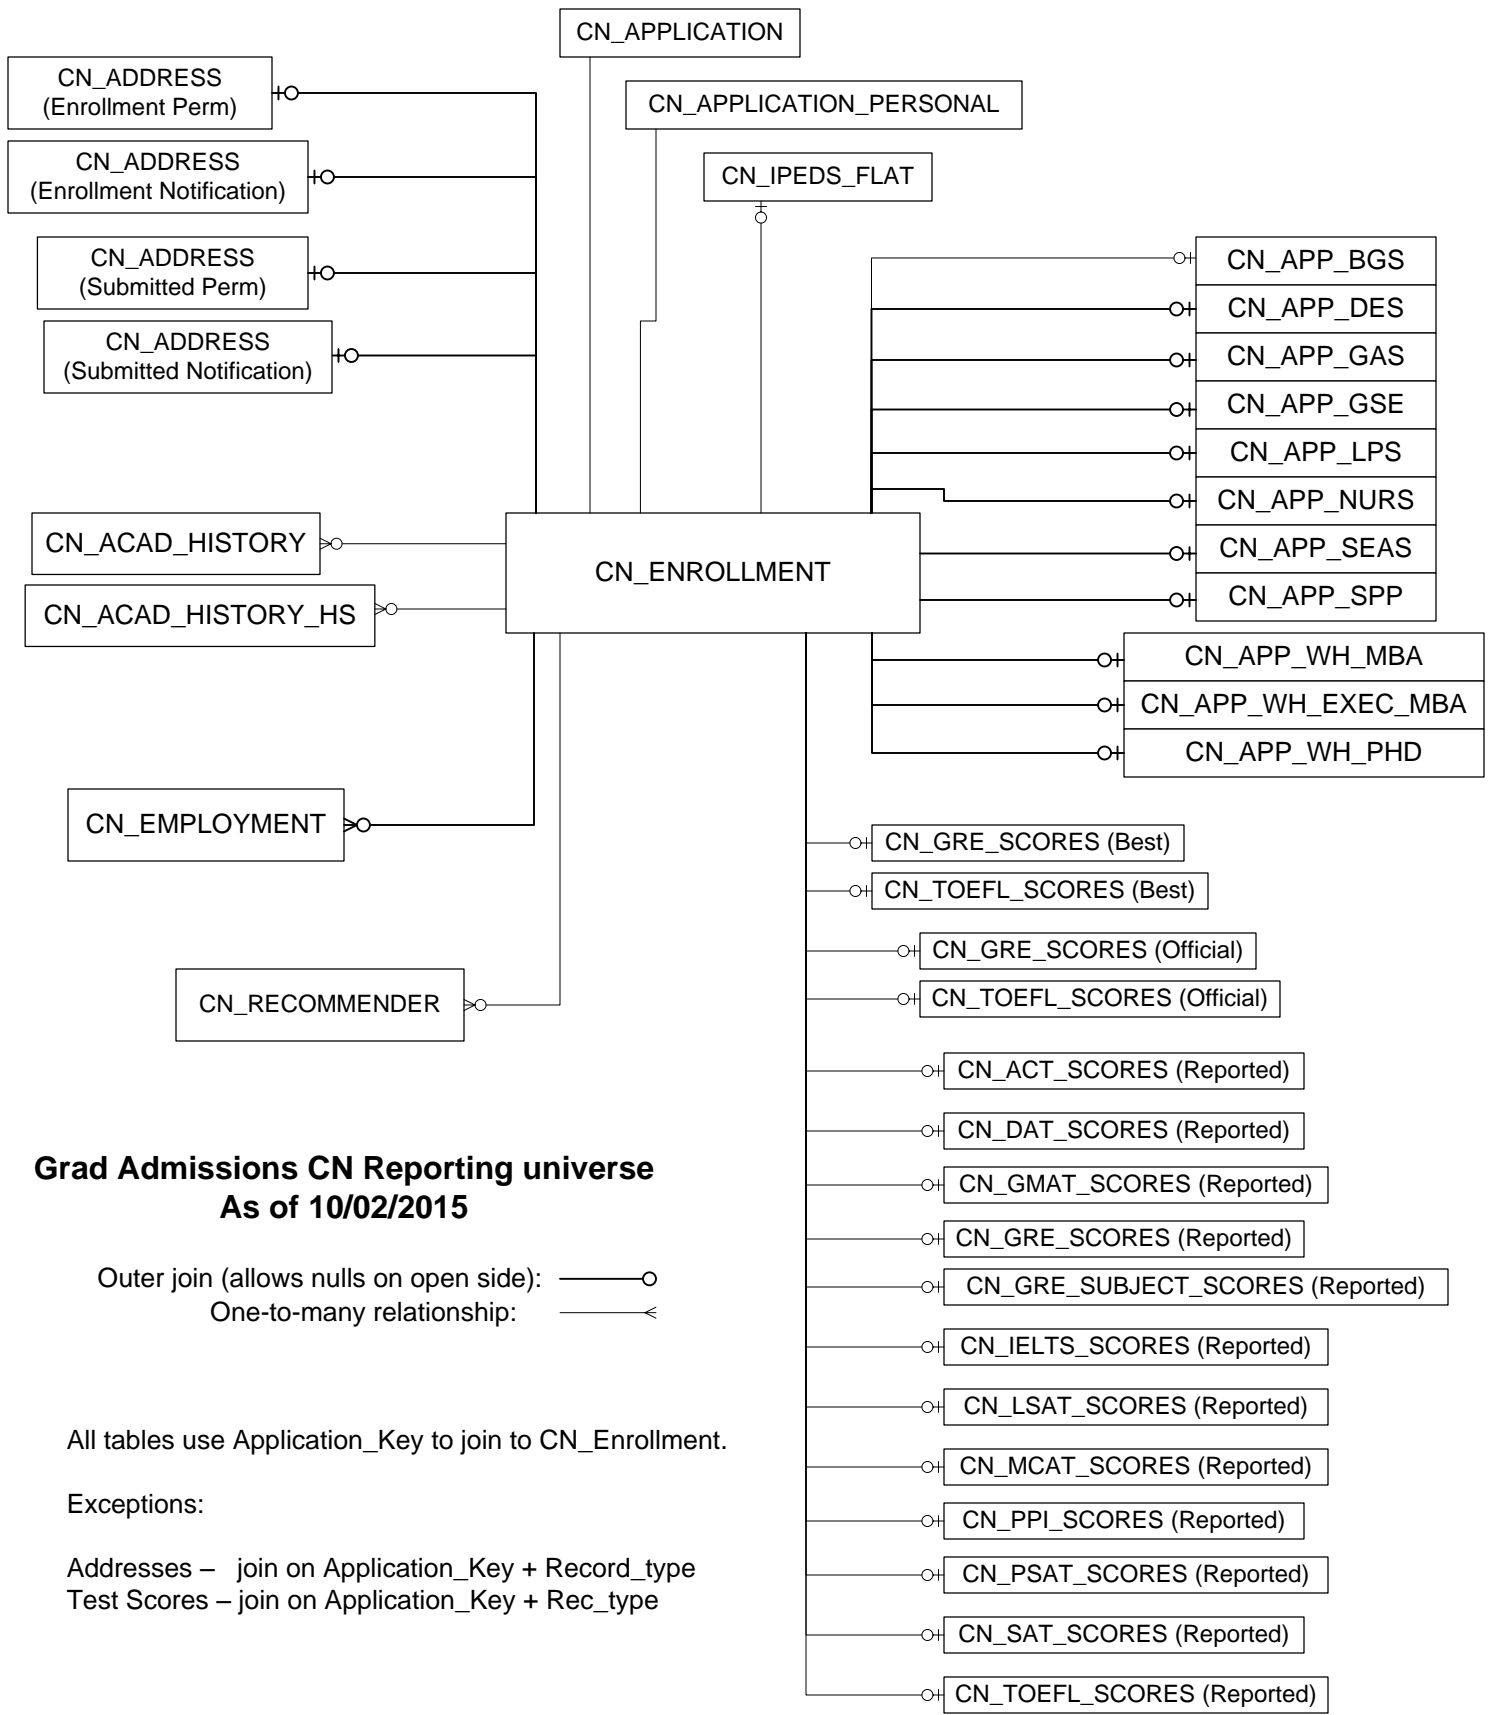 CN_APPLICATION
CN_ADDRESS
(Enrollment Perm)
CN_APPLICATION_PERSONAL
CN_ADDRESS
(Enrollment Notification)
CN_IPEDS_FLAT
CN_ADDRESS
(Submitted Perm)
CN_ADDRESS
(Submitted Notification)
CN_APP_BGS
CN_APP_DES
CN_APP_GAS
CN_APP_GSE
CN_APP_LPS
CN_APP_NURS
CN_APP_SEAS
CN_APP_SPP
CN_ACAD_HISTORY
CN_ACAD_HISTORY_HS
CN_ENROLLMENT
CN_APP_WH_MBA
CN_APP_WH_EXEC_MBA
CN_APP_WH_PHD
CN_EMPLOYMENT
CN_RECOMMENDER
CN_GRE_SCORES (Best)
CN_TOEFL_SCORES (Best)
CN_GRE_SCORES (Official)
CN_TOEFL_SCORES (Official)
CN_ACT_SCORES (Reported)
CN_DAT_SCORES (Reported)
CN_GMAT_SCORES (Reported)
CN_GRE_SCORES (Reported)
CN_GRE_SUBJECT_SCORES (Reported)
CN_IELTS_SCORES (Reported)
CN_LSAT_SCORES (Reported)
CN_MCAT_SCORES (Reported)
CN_PPI_SCORES (Reported)
CN_PSAT_SCORES (Reported)
CN_SAT_SCORES (Reported)
CN_TOEFL_SCORES (Reported)
Grad Admissions CN Reporting universe
As of 10/02/2015
Outer join (allows nulls on open side):
One-to-many relationship:
All tables use Application_Key to join to CN_Enrollment.
Exceptions:
Addresses – join on Application_Key + Record_type
Test Scores – join on Application_Key + Rec_type